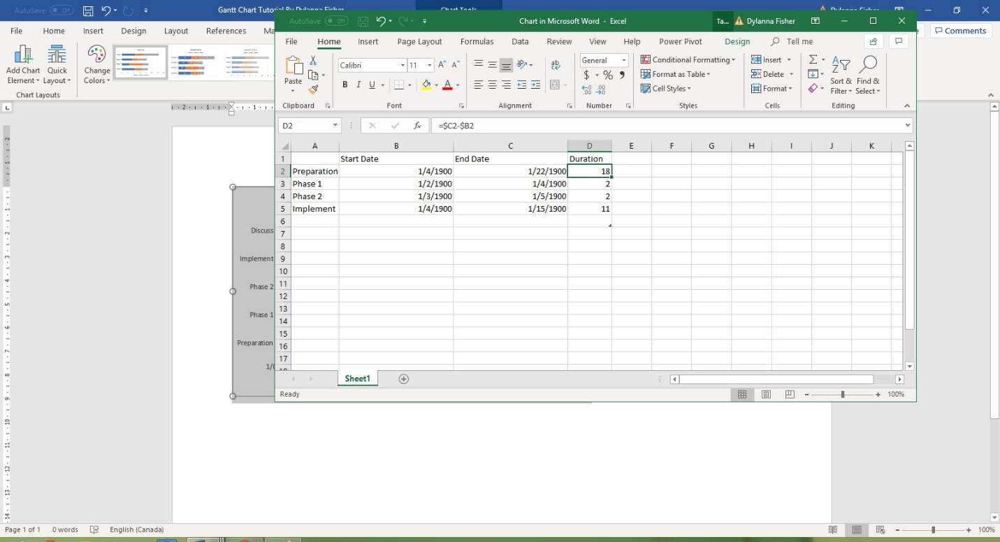 AutoSave Off
Gantt Chart Tutorial By Dylanna Fisher
Chart Tools
Dylanna Fisher
File Home Insert Design Layout References Ma
Comments
Add Chart Element
Quick Layout
Change Colors
Chart Layouts
AutoSave Off
Chart in Microsoft Word - Excel
Ta... Dylanna Fisher
File Home Insert Page Layout Formulas Data Review View Help Power Pivot Design Tell me
Paste
Clipboard
Calibri 11
B I U
Font
ab
Alignment
General
$ % ,
Number
Conditional Formatting
Format as Table
Cell Styles
Styles
Insert
Delete
Format
Cells
Sort & Filter
Find & Select
Editing
D2 fx =$C2-$B2
A B C D E F G H I J K
1 Start Date End Date Duration
2 Preparation 1/4/1900 1/22/1900 18
3 Phase 1 1/2/1900 1/4/1900 2
4 Phase 2 1/3/1900 1/5/1900 2
5 Implement 1/4/1900 1/15/1900 11
6
7
8
9
10
11
12
13
14
15
16
17
Sheet1
Ready
100%
Discuss
Implement
Phase 2
Phase 1
Preparation
1/0
Page 1 of 1 0 words English (Canada)
100%